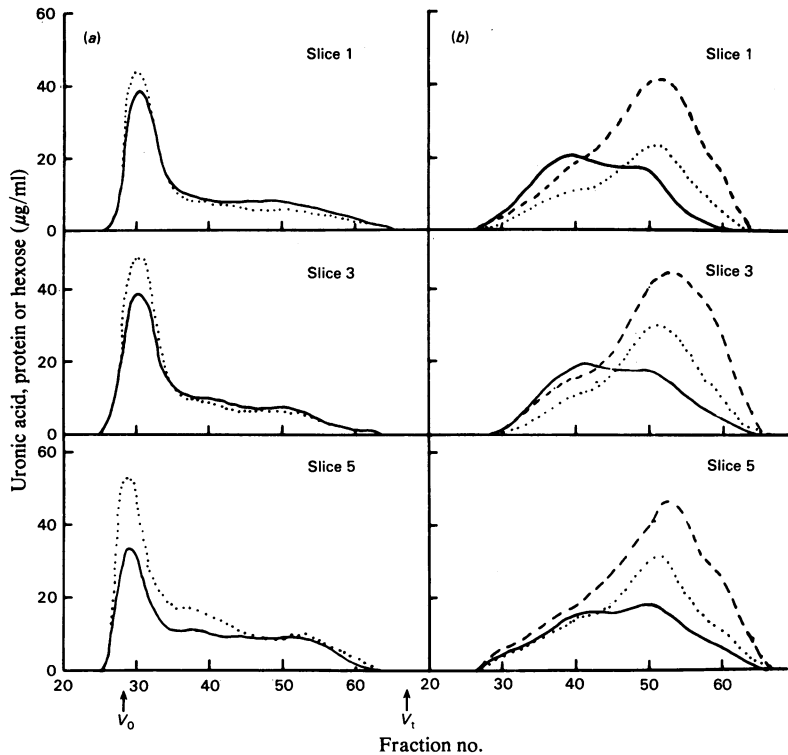 Uronic acid, protein or hexose (μg/ml)
60
(a)
Slice 1
40
20
0
Slice 3
40
20
0
60
Slice 5
40
20
0
20 30 40 50 60 20
V0
Vt
(b)
Slice 1
Slice 3
Slice 5
30 40 50 60
Fraction no.